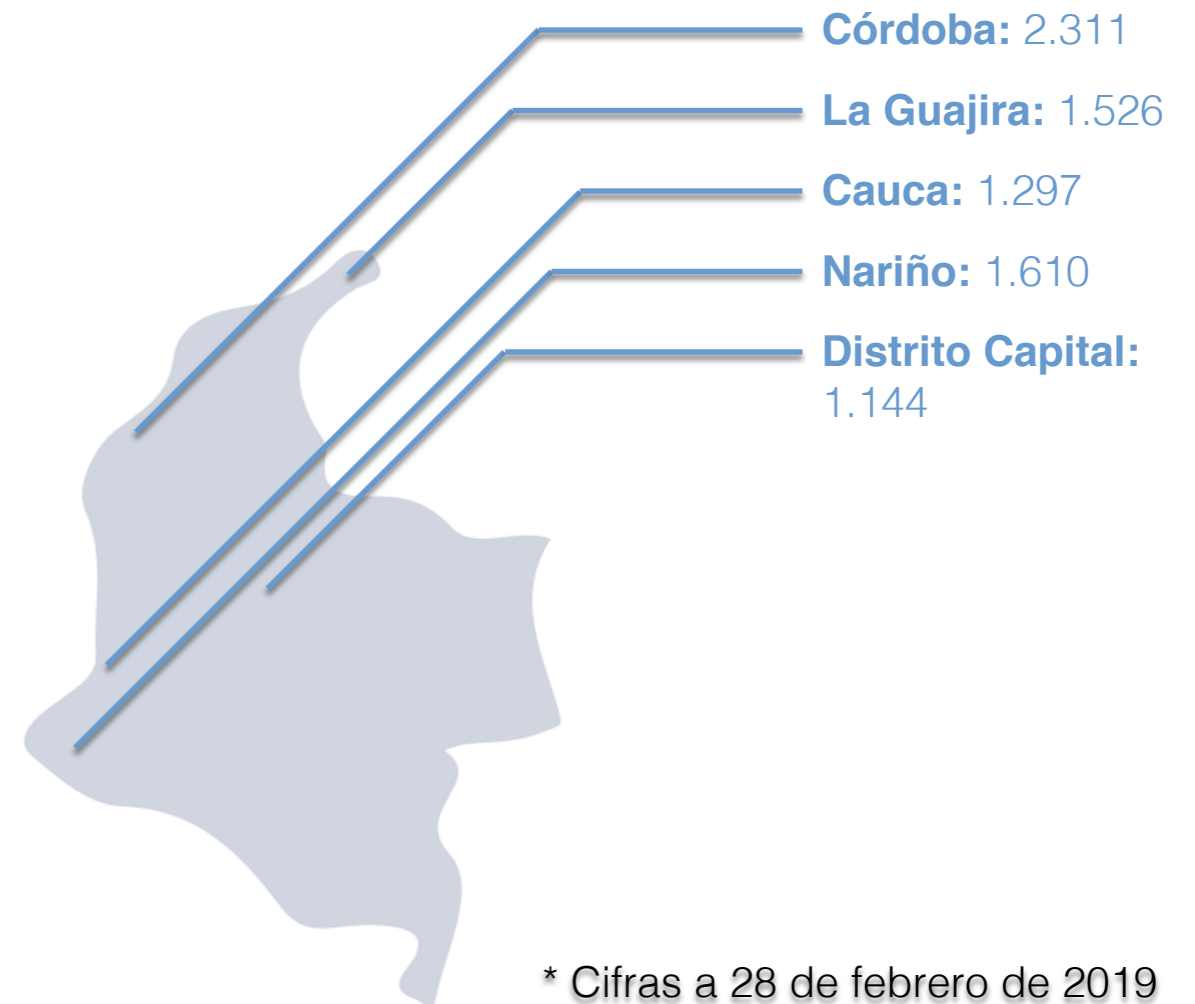 Córdoba: 2.311
La Guajira: 1.526
Cauca: 1.297
Nariño: 1.610
Distrito Capital:
1.144
* Cifras a 28 de febrero de 2019